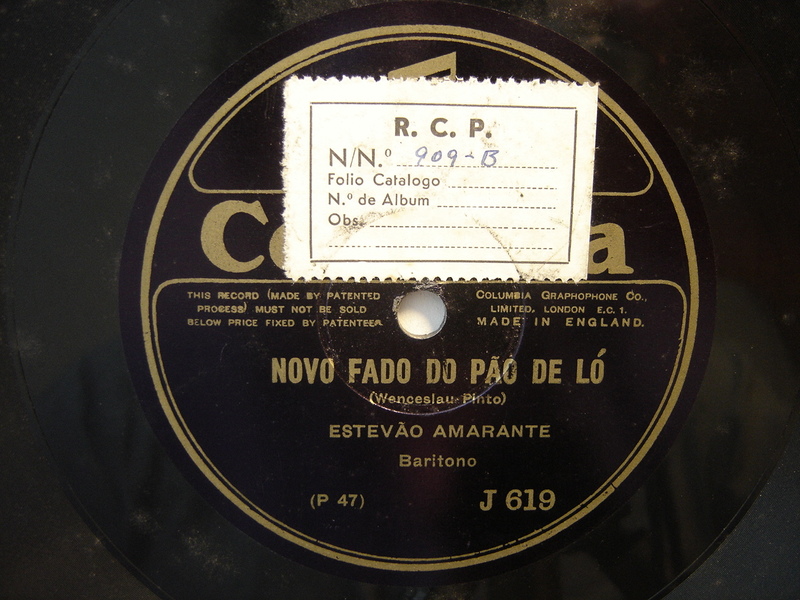 R. C. P.
N/N.º 909-B
Folio Catalogo
N.º de Album
Obs.
Co a
THIS RECORD (MADE BY PATENTED
PROCESS) MUST NOT BE SOLD
BELOW PRICE FIXED BY PATENTEE.
COLUMBIA GRAPHOPHONE CO.,
LIMITED, LONDON E.C. 1.
MADE IN ENGLAND.
NOVO FADO DO PÃO DE LÓ
(Wenceslau Pinto)
ESTEVÃO AMARANTE
Baritono
(P 47)
J 619